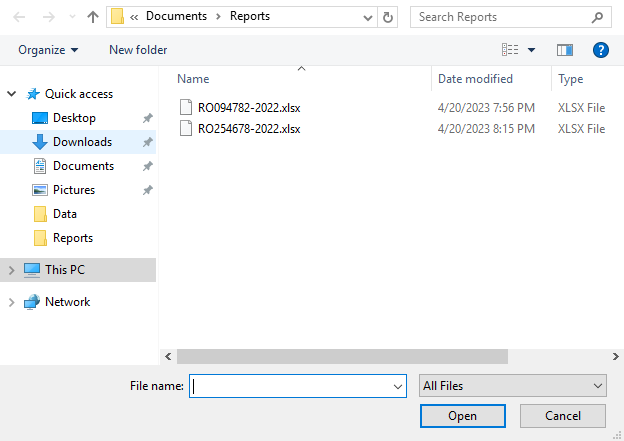 « Documents › Reports
Search Reports
Organize
New folder
?
Name
Date modified
Type
Quick access
Desktop
Downloads
Documents
Pictures
Data
Reports
This PC
Network
RO094782-2022.xlsx 4/20/2023 7:56 PM XLSX File
RO254678-2022.xlsx 4/20/2023 8:15 PM XLSX File
File name:
All Files
Open
Cancel